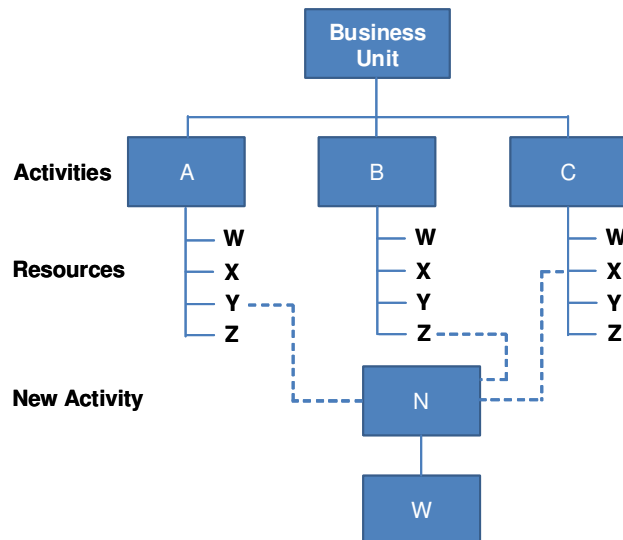 Business
Unit
Activities
A
B
C
Resources
W
X
Y
Z
W
X
Y
Z
W
X
Y
Z
New Activity
N
W